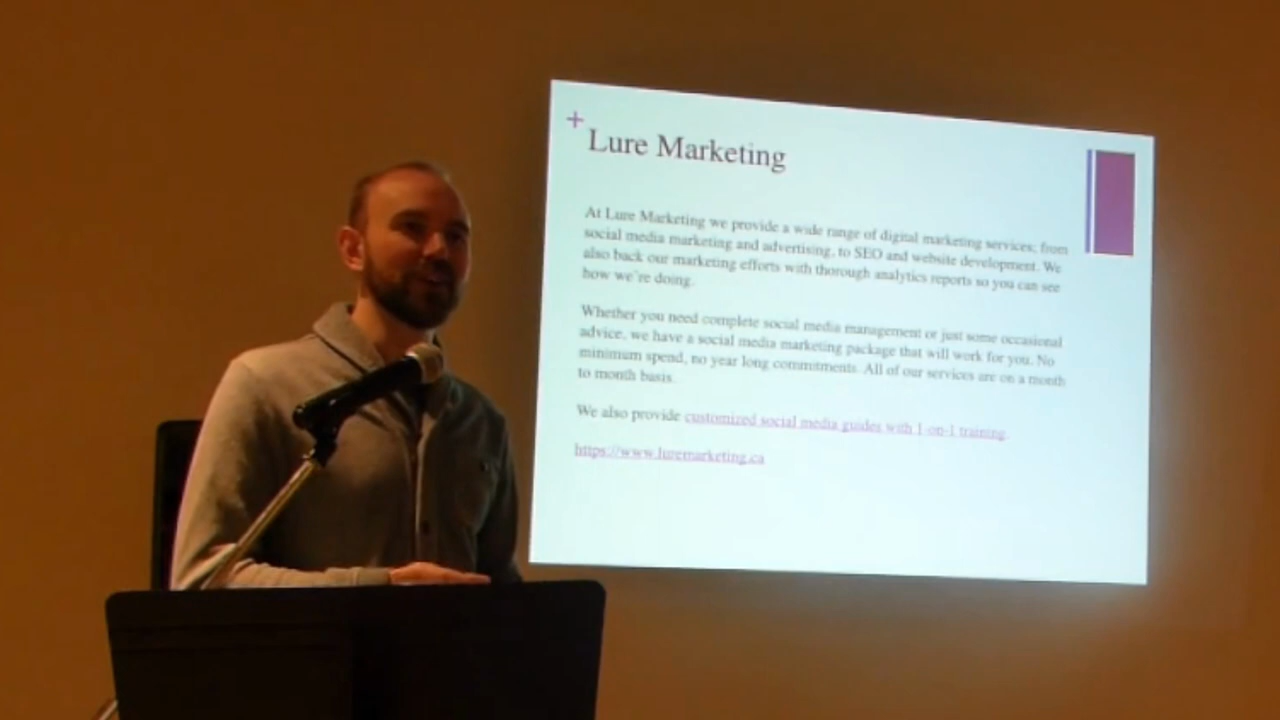 +
Lure Marketing
At Lure Marketing we provide a wide range of digital marketing services; from
social media marketing and advertising, to SEO and website development. We
also back our marketing efforts with thorough analytics reports so you can see
how we're doing.
Whether you need complete social media management or just some occasional
advice, we have a social media marketing package that will work for you. No
minimum spend, no year long commitments. All of our services are on a month
to month basis.
We also provide customized social media guides with 1-on-1 training.
https://www.luremarketing.ca